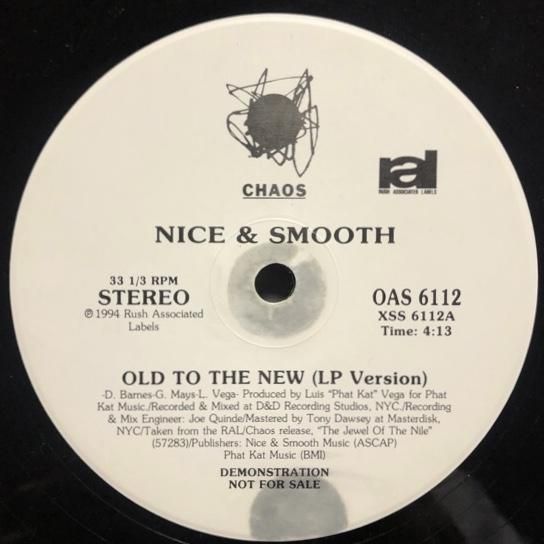 CHAOS
ral
RUSH ASSOCIATED LABELS
NICE & SMOOTH
33 1/3 RPM
STEREO
℗ 1994 Rush Associated
Labels
OAS 6112
XSS 6112A
Time: 4:13
OLD TO THE NEW (LP Version)
-D. Barnes-G. Mays-L. Vega- Produced by Luis "Phat Kat" Vega for Phat
Kat Music./Recorded & Mixed at D&D Recording Studios, NYC./Recording
& Mix Engineer: Joe Quinde/Mastered by Tony Dawsey at Masterdisk,
NYC/Taken from the RAL/Chaos release, "The Jewel Of The Nile"
(57283)/Publishers: Nice & Smooth Music (ASCAP)
Phat Kat Music (BMI)
DEMONSTRATION
NOT FOR SALE